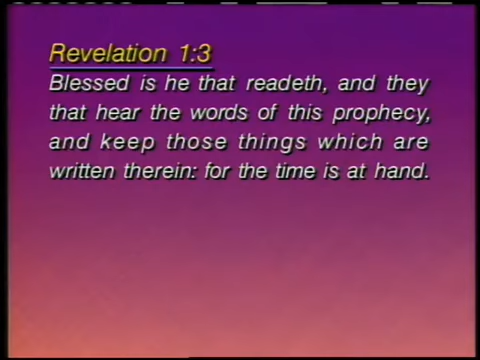 Revelation 1:3
Blessed is he that readeth, and they
that hear the words of this prophecy,
and keep those things which are
written therein: for the time is at hand.